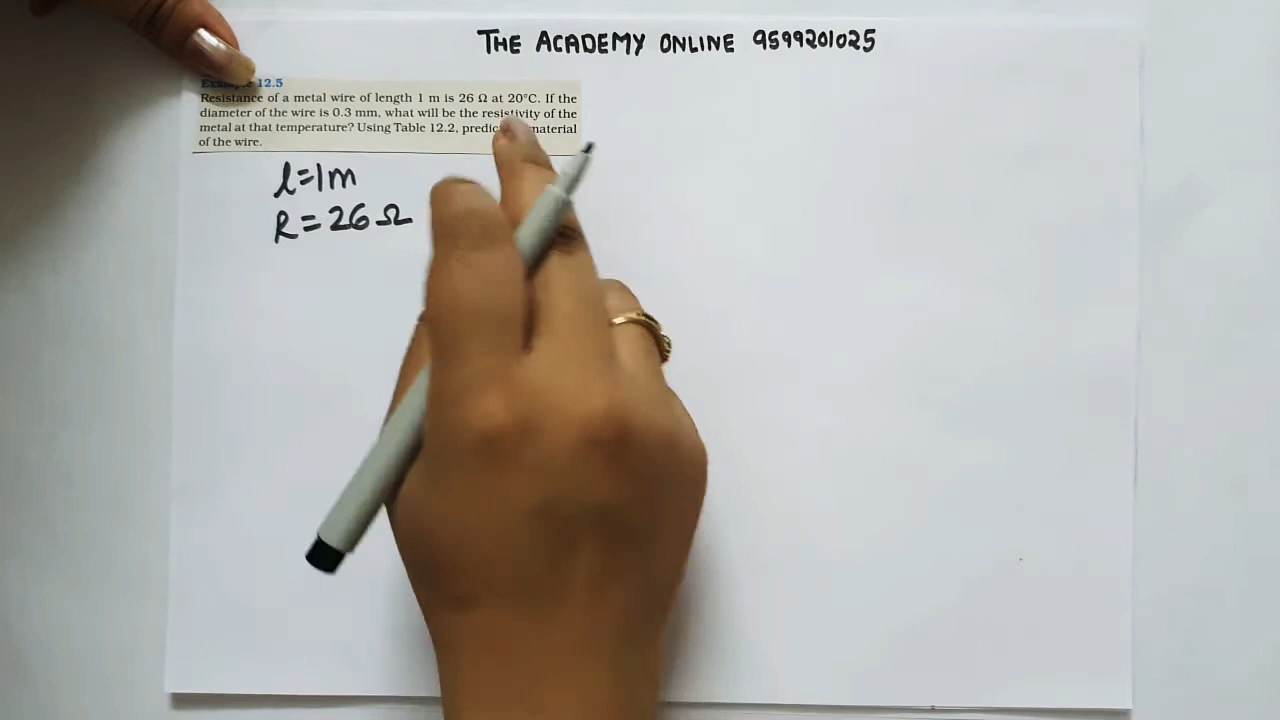 THE ACADEMY ONLINE 9599201025
12.5
Resistance of a metal wire of length 1 m is 26 Ω at 20°C. If the
diameter of the wire is 0.3 mm, what will be the resistivity of the
metal at that temperature? Using Table 12.2, material
of the wire.
l=1m
R=26Ω